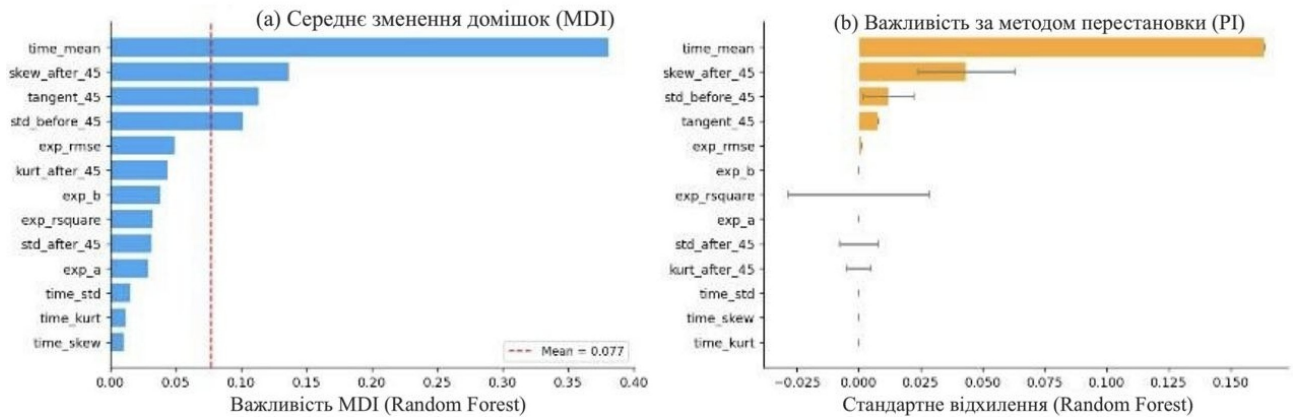 (a) Середнє зменення домішок (MDI)
time_mean
skew_after_45
tangent_45
std_before_45
exp_rmse
kurt_after_45
exp_b
exp_rsquare
std_after_45
exp_a
time_std
time_kurt
time_skew
Mean = 0.077
0.00 0.05 0.10 0.15 0.20 0.25 0.30 0.35 0.40
Важливість MDI (Random Forest)
(b) Важливість за методом перестановки (PI)
time_mean
skew_after_45
std_before_45
tangent_45
exp_rmse
exp_b
exp_rsquare
exp_a
std_after_45
kurt_after_45
time_std
time_skew
time_kurt
−0.025 0.000 0.025 0.050 0.075 0.100 0.125 0.150
Стандартне відхилення (Random Forest)